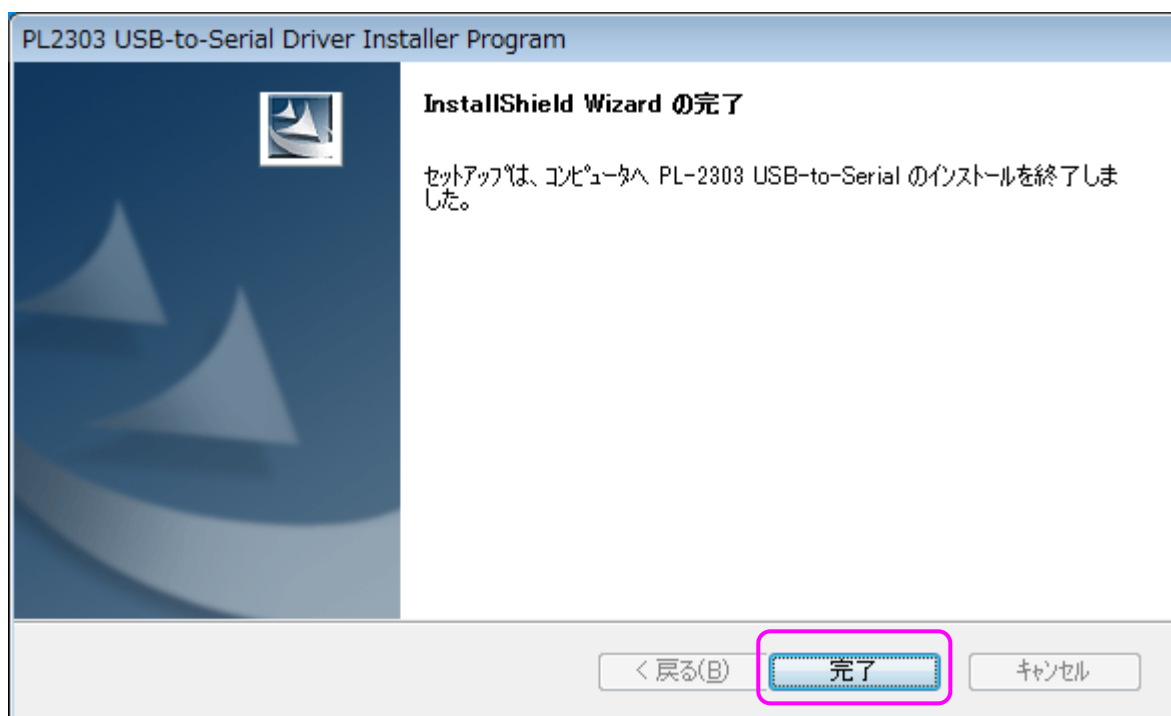 PL2303 USB-to-Serial Driver Installer Program
InstallShield Wizard の完了
セットアップは、コンピュータへ PL-2303 USB-to-Serial のインストールを終了しま
した。
< 戻る(B)
完了
キャンセル